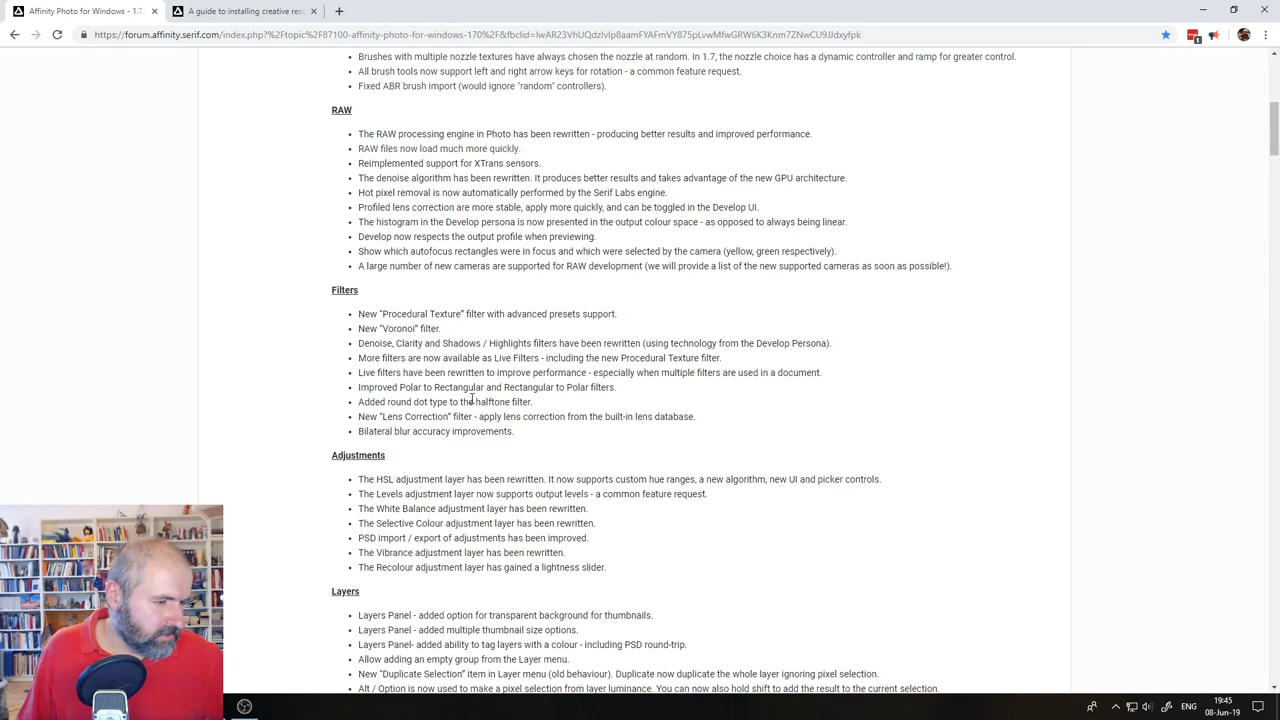 Affinity Photo for Windows - 1.7.
A guide to installing creative res
https://forum.affinity.serif.com/index.php?%2Ftopic%2F87100-affinity-photo-for-windows-170%2F&fbclid=
1
Brushes with multiple nozzle textures have always chosen the nozzle at random. In 1.7, the nozzle choice has a dynamic controller and ramp for greater control.
All brush tools now support left and right arrow keys for rotation - a common feature request.
Fixed ABR brush import (would ignore "random" controllers).
RAW
The RAW processing engine in Photo has been rewritten - producing better results and improved performance.
RAW files now load much more quickly.
Reimplemented support for XTrans sensors.
The denoise algorithm has been rewritten. It produces better results and takes advantage of the new GPU architecture.
Hot pixel removal is now automatically performed by the Serif Labs engine.
Profiled lens correction are more stable, apply more quickly, and can be toggled in the Develop UI.
The histogram in the Develop persona is now presented in the output colour space - as opposed to always being linear.
Develop now respects the output profile when previewing.
Show which autofocus rectangles were in focus and which were selected by the camera (yellow, green respectively).
A large number of new cameras are supported for RAW development (we will provide a list of the new supported cameras as soon as possible!).
Filters
New “Procedural Texture” filter with advanced presets support.
New “Voronoi” filter.
Denoise, Clarity and Shadows / Highlights filters have been rewritten (using technology from the Develop Persona).
More filters are now available as Live Filters - including the new Procedural Texture filter.
Live filters have been rewritten to improve performance - especially when multiple filters are used in a document.
Improved Polar to Rectangular and Rectangular to Polar filters.
Added round dot type to the halftone filter.
New “Lens Correction” filter - apply lens correction from the built-in lens database.
Bilateral blur accuracy improvements.
Adjustments
The HSL adjustment layer has been rewritten. It now supports custom hue ranges, a new algorithm, new UI and picker controls.
The Levels adjustment layer now supports output levels - a common feature request.
The White Balance adjustment layer has been rewritten.
The Selective Colour adjustment layer has been rewritten.
PSD import / export of adjustments has been improved.
The Vibrance adjustment layer has been rewritten.
The Recolour adjustment layer has gained a lightness slider.
Layers
Layers Panel - added option for transparent background for thumbnails.
Layers Panel - added multiple thumbnail size options.
Layers Panel- added ability to tag layers with a colour - including PSD round-trip.
Allow adding an empty group from the Layer menu.
New “Duplicate Selection” item in Layer menu (old behaviour). Duplicate now duplicate the whole layer ignoring pixel selection.
Alt / Option is now used to make a pixel selection from layer luminance. You can now also hold shift to add the result to the current selection.
ENG
19:45
08-Jun-19